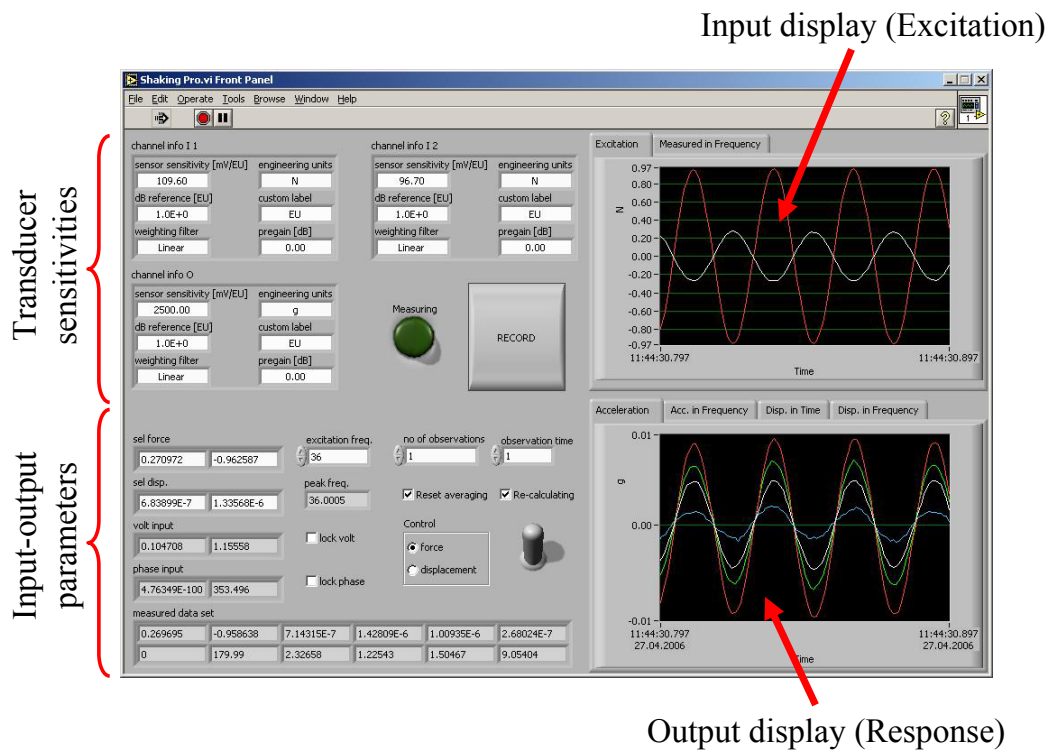 Input display (Excitation)
Shaking Pro.vi Front Panel
File Edit Operate Tools Browse Window Help
1
Transducer
sensitivities
channel info I 1
sensor sensitivity [mV/EU] engineering units
109.60 N
dB reference [EU] custom label
1.0E+0 EU
weighting filter pregain [dB]
Linear 0.00
channel info I 2
sensor sensitivity [mV/EU] engineering units
96.70 N
dB reference [EU] custom label
1.0E+0 EU
weighting filter pregain [dB]
Linear 0.00
channel info O
sensor sensitivity [mV/EU] engineering units
2500.00 g
dB reference [EU] custom label
1.0E+0 EU
weighting filter pregain [dB]
Linear 0.00
Measuring
RECORD
Excitation Measured in Frequency
N
0.97
0.80
0.60
0.40
0.20
0.00
-0.20
-0.40
-0.60
-0.80
-0.97
11:44:30.797 11:44:30.897
Time
Input-output
parameters
sel force
0.270972 -0.962587
sel disp.
6.83899E-7 1.33568E-6
volt input
0.104708 1.15558
phase input
4.76349E-100 353.496
excitation freq.
36
peak freq.
36.0005
lock volt
lock phase
no of observations
1
observation time
1
Reset averaging Re-calculating
Control
force
displacement
measured data set
0.269695 -0.958638 7.14315E-7 1.42809E-6 1.00935E-6 2.68024E-7
0 179.99 2.32658 1.22543 1.50467 9.05404
Acceleration Acc. in Frequency Disp. in Time Disp. in Frequency
g
0.01
0.00
-0.01
11:44:30.797 11:44:30.897
27.04.2006 27.04.2006
Time
Output display (Response)